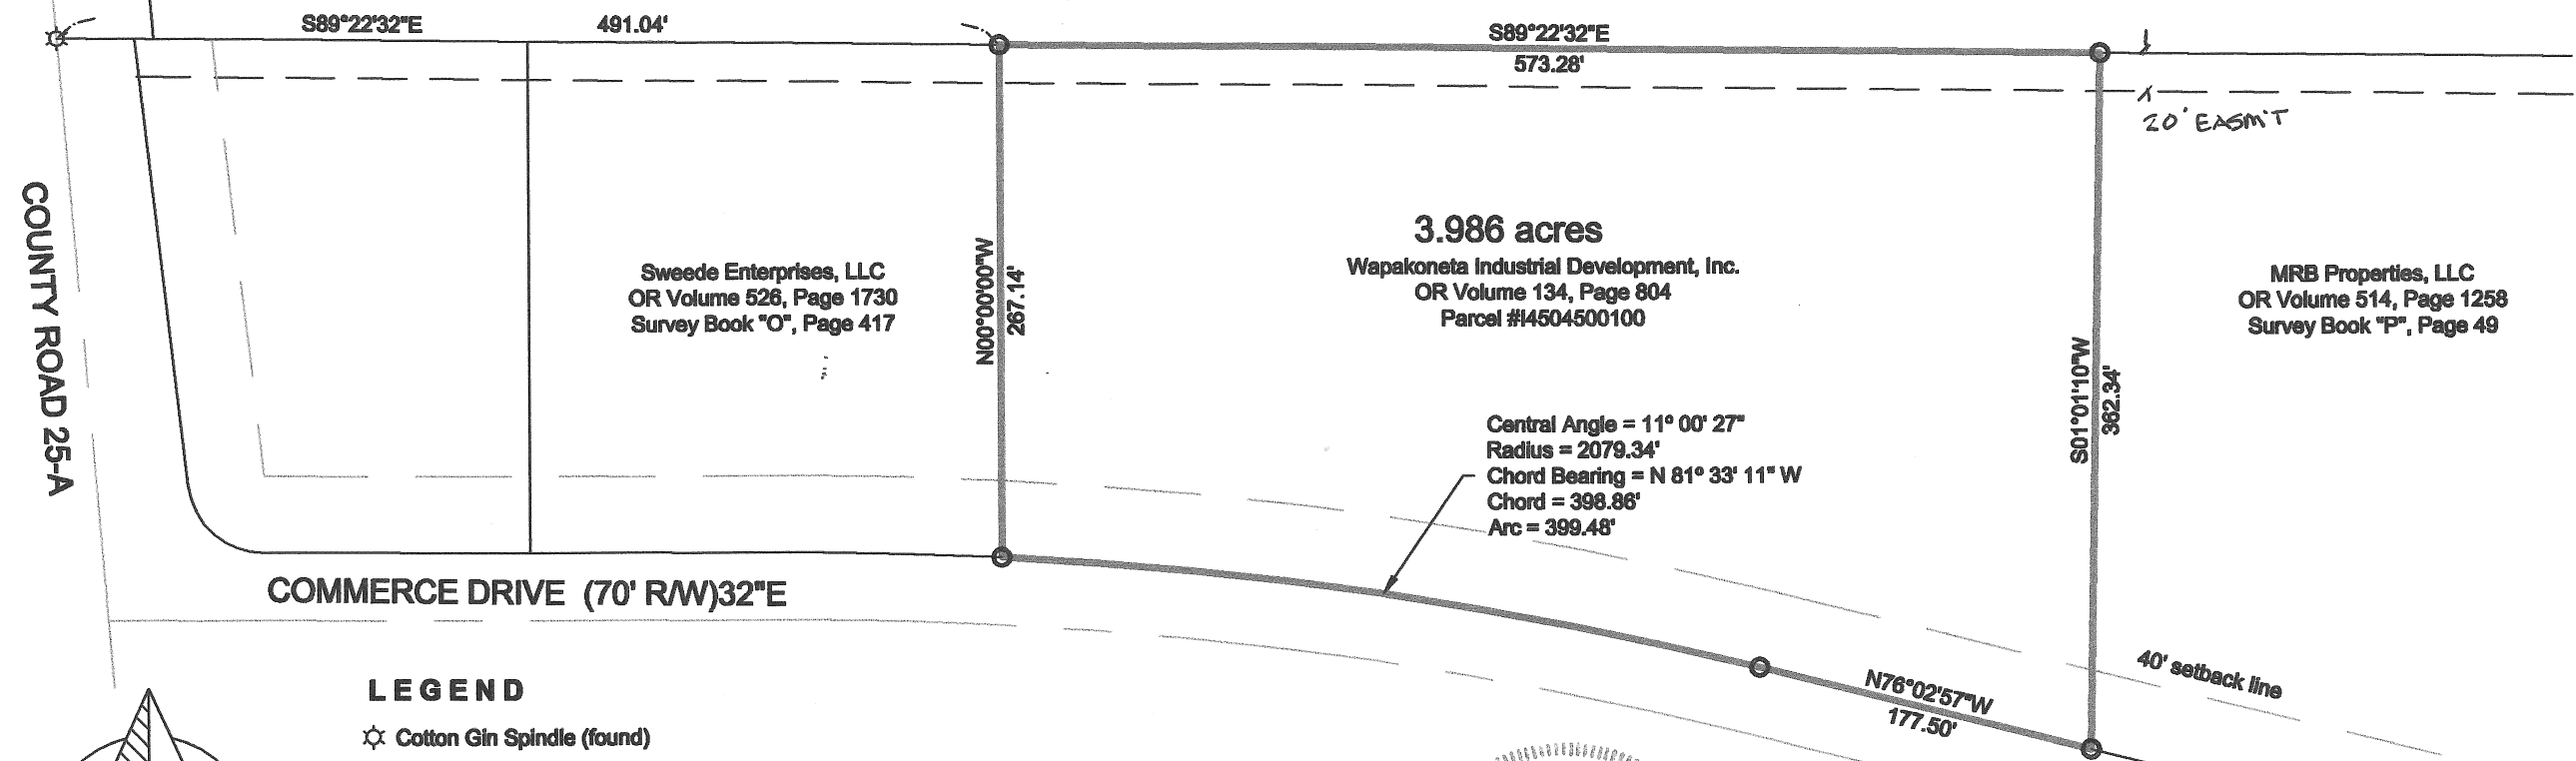 S89°22'32"E 491.04'
S89°22'32"E
573.28'
20' EASM'T
COUNTY ROAD 25-A
Sweede Enterprises, LLC
OR Volume 526, Page 1730
Survey Book "O", Page 417
N00°00'00"W
267.14'
3.986 acres
Wapakoneta Industrial Development, Inc.
OR Volume 134, Page 804
Parcel #I4504500100
S01°01'10"W
362.34'
MRB Properties, LLC
OR Volume 514, Page 1258
Survey Book "P", Page 49
Central Angle = 11° 00' 27"
Radius = 2079.34'
Chord Bearing = N 81° 33' 11" W
Chord = 398.86'
Arc = 399.48'
COMMERCE DRIVE (70' R/W)32"E
40' setback line
N76°02'57"W
177.50'
LEGEND
Cotton Gin Spindle (found)